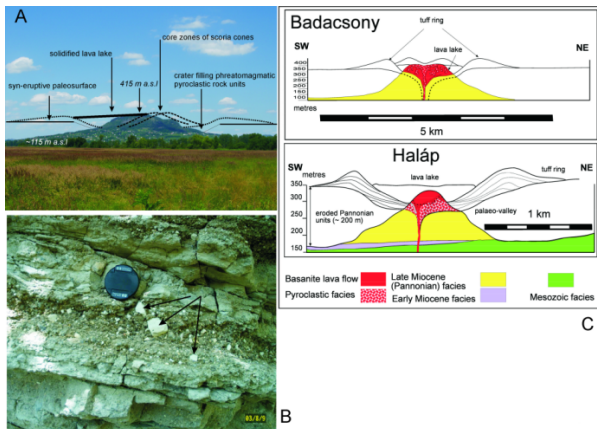 A
core zones of scoria cones
solidified lava lake
415 m a.s.l
crater filling phreatomagmatic
pyroclastic rock units
syn-eruptive paleosurface
~115 m a.s.l
B
03/8/9
C
Badacsony
tuff ring
SW
NE
lava lake
400
350
300
250
200
150
100
metres
5 km
Haláp
SW
NE
metres
lava lake
tuff ring
350
300
250
200
150
eroded Pannonian
units (~ 200 m)
palaeo-valley
1 km
Basanite lava flow
Late Miocene
(Pannonian) facies
Pyroclastic facies
Early Miocene facies
Mesozoic facies